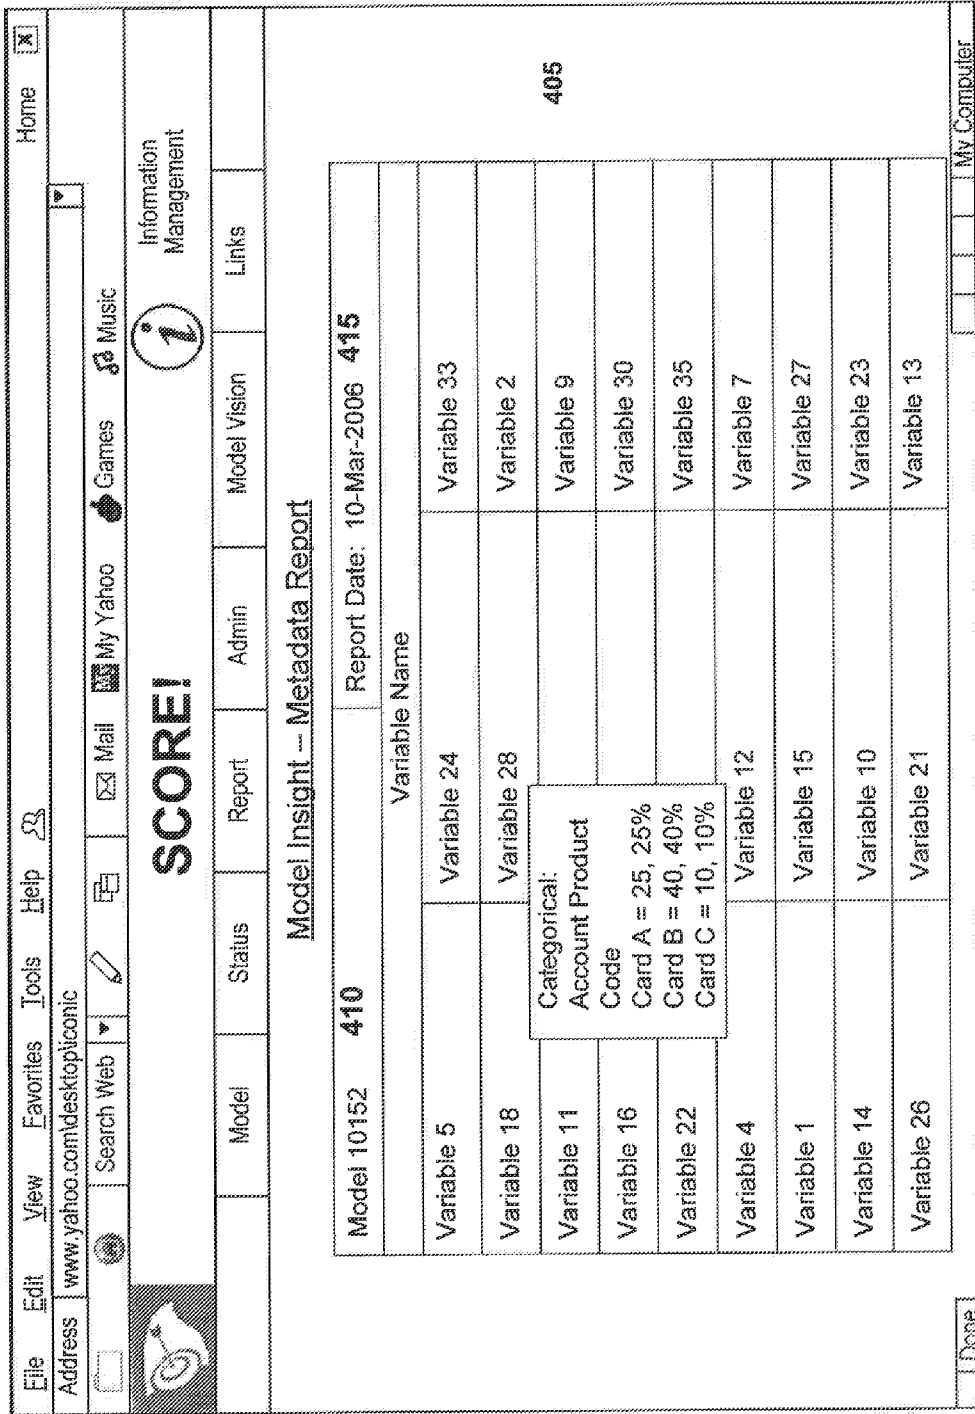 File Edit View Favorites Tools Help Home X
Address www.yahoo.com\desktop\iconic
Search Web Mail My Yahoo Games Music
SCORE! i Information
Management
Model Status Report Admin Model Vision Links
Model Insight – Metadata Report
Model 10152 410 Report Date: 10-Mar-2006 415
Variable Name
Variable 5 Variable 24 Variable 33
Variable 18 Variable 28 Variable 2
Variable 11 Variable 9
Variable 16 Variable 30
Variable 22 Variable 35
Categorical:
Account Product
Code
Card A = 25, 25%
Card B = 40, 40%
Card C = 10, 10%
405
Variable 4 Variable 12 Variable 7
Variable 1 Variable 15 Variable 27
Variable 14 Variable 10 Variable 23
Variable 26 Variable 21 Variable 13
Done My Computer